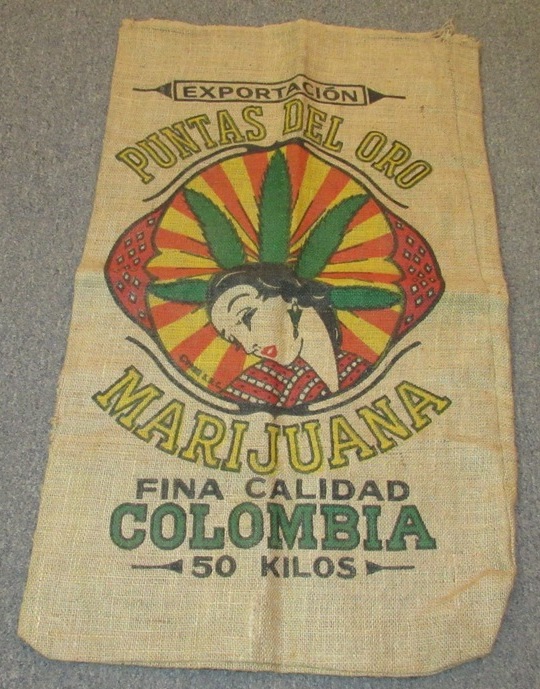 EXPORTACIÓN
PUNTAS DEL ORO
MARIJUANA
FINA CALIDAD
COLOMBIA
50 KILOS